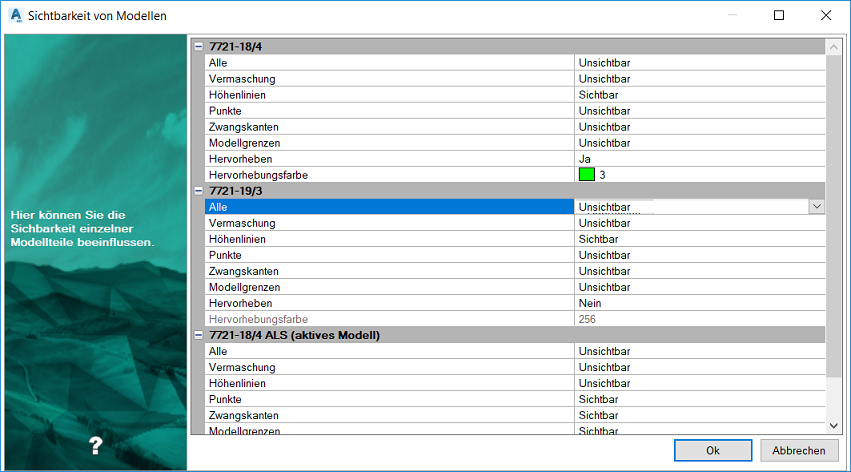 Sichtbarkeit von Modellen
Hier können Sie die
Sichbarkeit einzelner
Modellteile beeinflussen.
?
7721-18/4
Alle Unsichtbar
Vermaschung Unsichtbar
Höhenlinien Sichtbar
Punkte Unsichtbar
Zwangskanten Unsichtbar
Modellgrenzen Unsichtbar
Hervorheben Ja
Hervorhebungsfarbe 3
7721-19/3
Alle Unsichtbar
Vermaschung Unsichtbar
Höhenlinien Sichtbar
Punkte Unsichtbar
Zwangskanten Unsichtbar
Modellgrenzen Unsichtbar
Hervorheben Nein
Hervorhebungsfarbe 256
7721-18/4 ALS (aktives Modell)
Alle Unsichtbar
Vermaschung Unsichtbar
Höhenlinien Unsichtbar
Punkte Sichtbar
Zwangskanten Sichtbar
Modellgrenzen Sichtbar
Ok Abbrechen